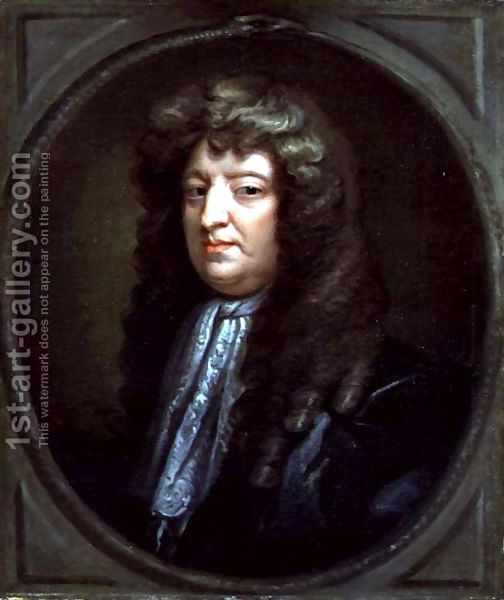 1st-art-gallery.com
This watermark does not appear on the painting